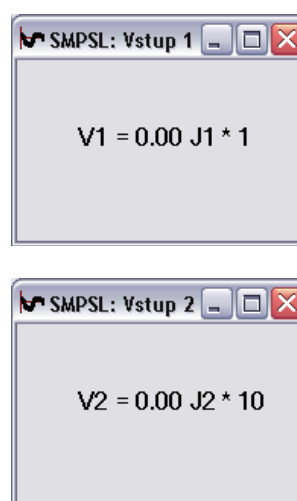 SMPSL: Vstup 1
V1 = 0.00 J1 * 1
SMPSL: Vstup 2
V2 = 0.00 J2 * 10